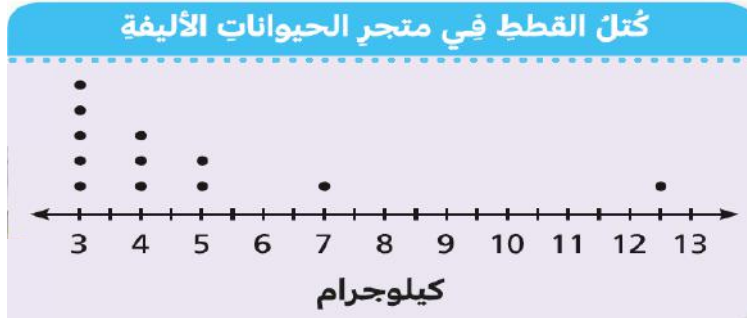 كُتلُ القططِ فِي متجرِ الحيواناتِ الأليفةِ
3 4 5 6 7 8 9 10 11 12 13
كيلوجرام